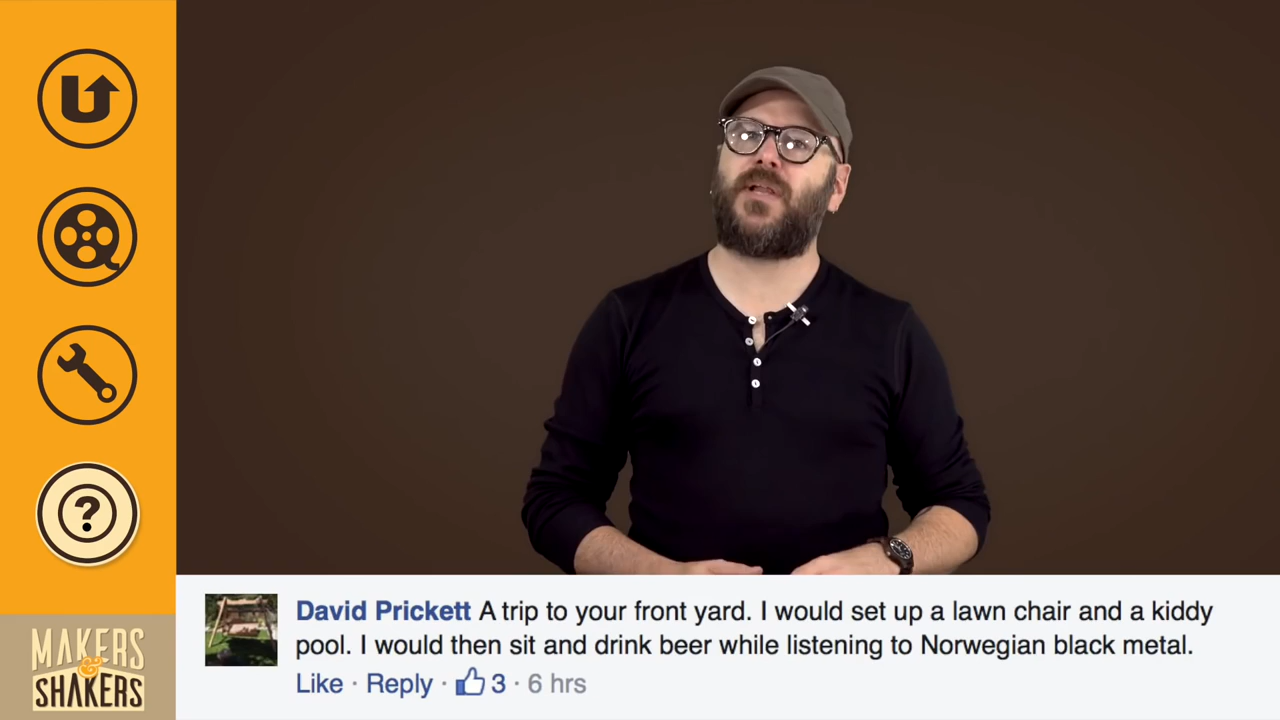 U
?
MAKERS
&
SHAKERS
David Prickett A trip to your front yard. I would set up a lawn chair and a kiddy
pool. I would then sit and drink beer while listening to Norwegian black metal.
Like · Reply · 3 · 6 hrs